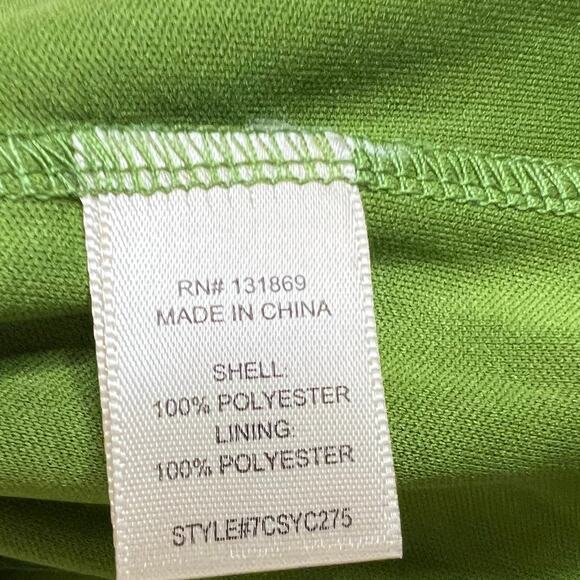 RN# 131869
MADE IN CHINA
SHELL:
100% POLYESTER
LINING:
100% POLYESTER
STYLE#7CSYC275